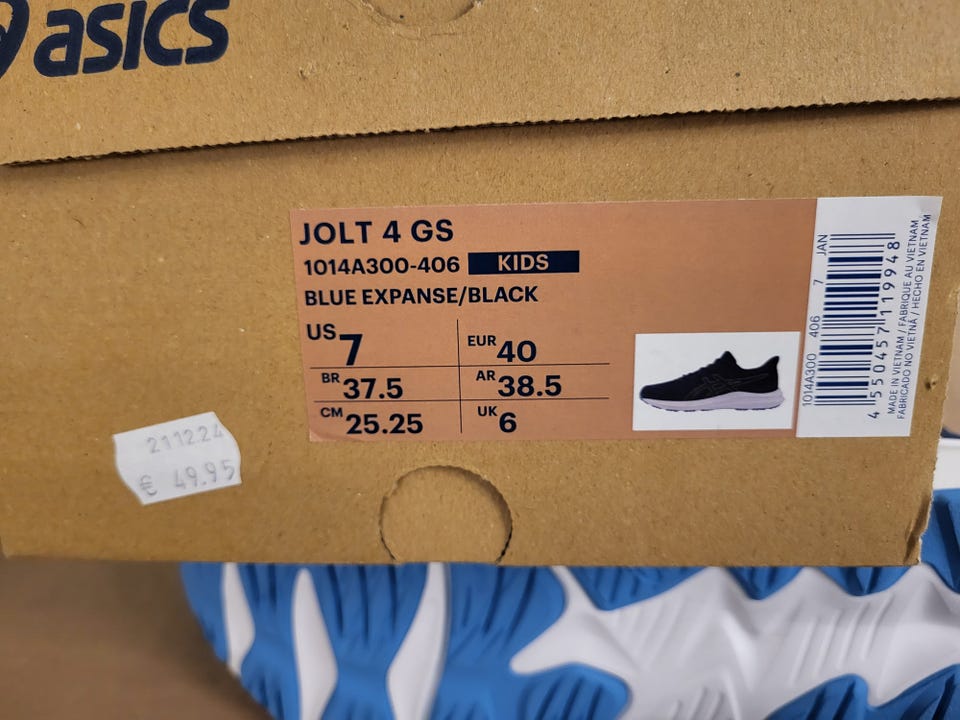 asics
JOLT 4 GS
1014A300-406 KIDS
BLUE EXPANSE/BLACK
US 7 EUR 40
BR 37.5 AR 38.5
CM 25.25 UK 6
1014A300 406 7 JAN
4 550457 119948
MADE IN VIETNAM / FABRIQUE AU VIETNAM
FABRICADO NO VIETNÃ / HECHO EN VIETNAM
211224
€ 49.95